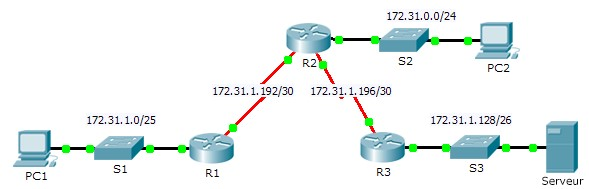 172.31.0.0/24
R2
S2
PC2
172.31.1.192/30
172.31.1.196/30
172.31.1.0/25
172.31.1.128/26
PC1
S1
R1
R3
S3
Serveur